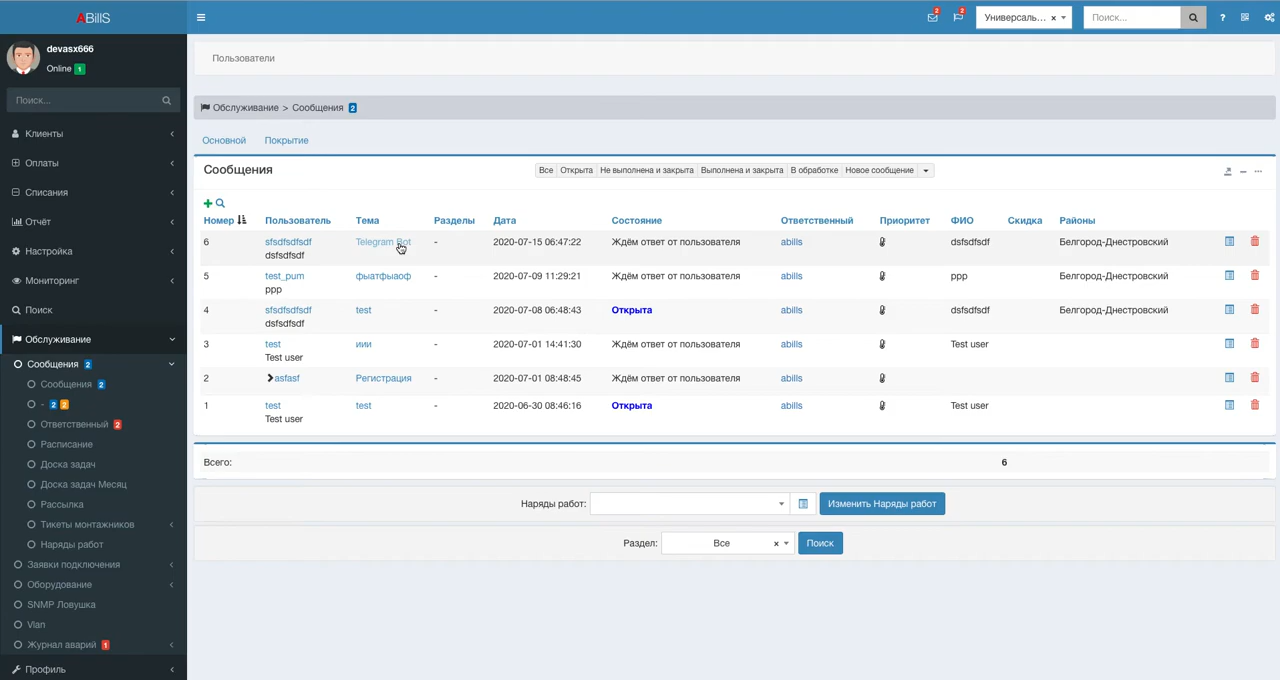 ABillS
2
2
Универсаль... ×
Поиск...
?
devasx666
Online 1
Поиск...
Клиенты
Оплаты
Списания
Отчёт
Настройка
Мониторинг
Поиск
Обслуживание
Сообщения 2
Сообщения 2
- 2 2
Ответственный 2
Расписание
Доска задач
Доска задач Месяц
Рассылка
Тикеты монтажников
Наряды работ
Заявки подключения
Оборудование
SNMP Ловушка
Vlan
Журнал аварий 1
Профиль
Пользователи
Обслуживание > Сообщения 2
Основной Покрытие
Сообщения
Все Открыта Не выполнена и закрыта Выполнена и закрыта В обработке Новое сообщение
Номер Пользователь Тема Разделы Дата Состояние Ответственный Приоритет ФИО Скидка Районы
6 sfsdfsdfsdf Telegram Bot - 2020-07-15 06:47:22 Ждём ответ от пользователя abills dsfsdfsdf Белгород-Днестровский
dsfsdfsdf
5 test_pum фыатфыаоф - 2020-07-09 11:29:21 Ждём ответ от пользователя abills ppp Белгород-Днестровский
ppp
4 sfsdfsdfsdf test - 2020-07-08 06:48:43 Открыта abills dsfsdfsdf Белгород-Днестровский
dsfsdfsdf
3 test иии - 2020-07-01 14:41:30 Ждём ответ от пользователя abills Test user
Test user
2 asfasf Регистрация - 2020-07-01 08:48:45 Ждём ответ от пользователя abills
1 test test - 2020-06-30 08:46:16 Открыта abills Test user
Test user
Всего: 6
Наряды работ: Изменить Наряды работ
Раздел: Все × Поиск